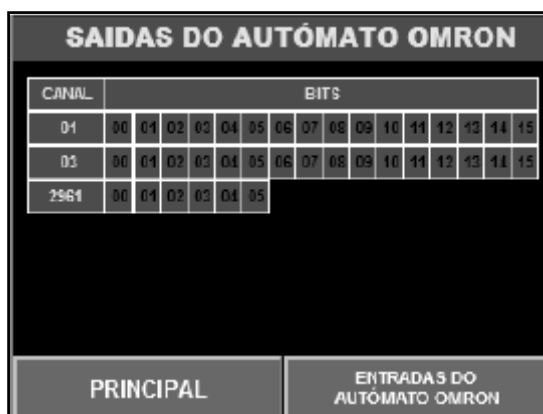 SAIDAS DO AUTÓMATO OMRON
CANAL BITS
01 00 01 02 03 04 05 06 07 08 09 10 11 12 13 14 15
03 00 01 02 03 04 05 06 07 08 09 10 11 12 13 14 15
2961 00 01 02 03 04 05
PRINCIPAL
ENTRADAS DO
AUTÓMATO OMRON